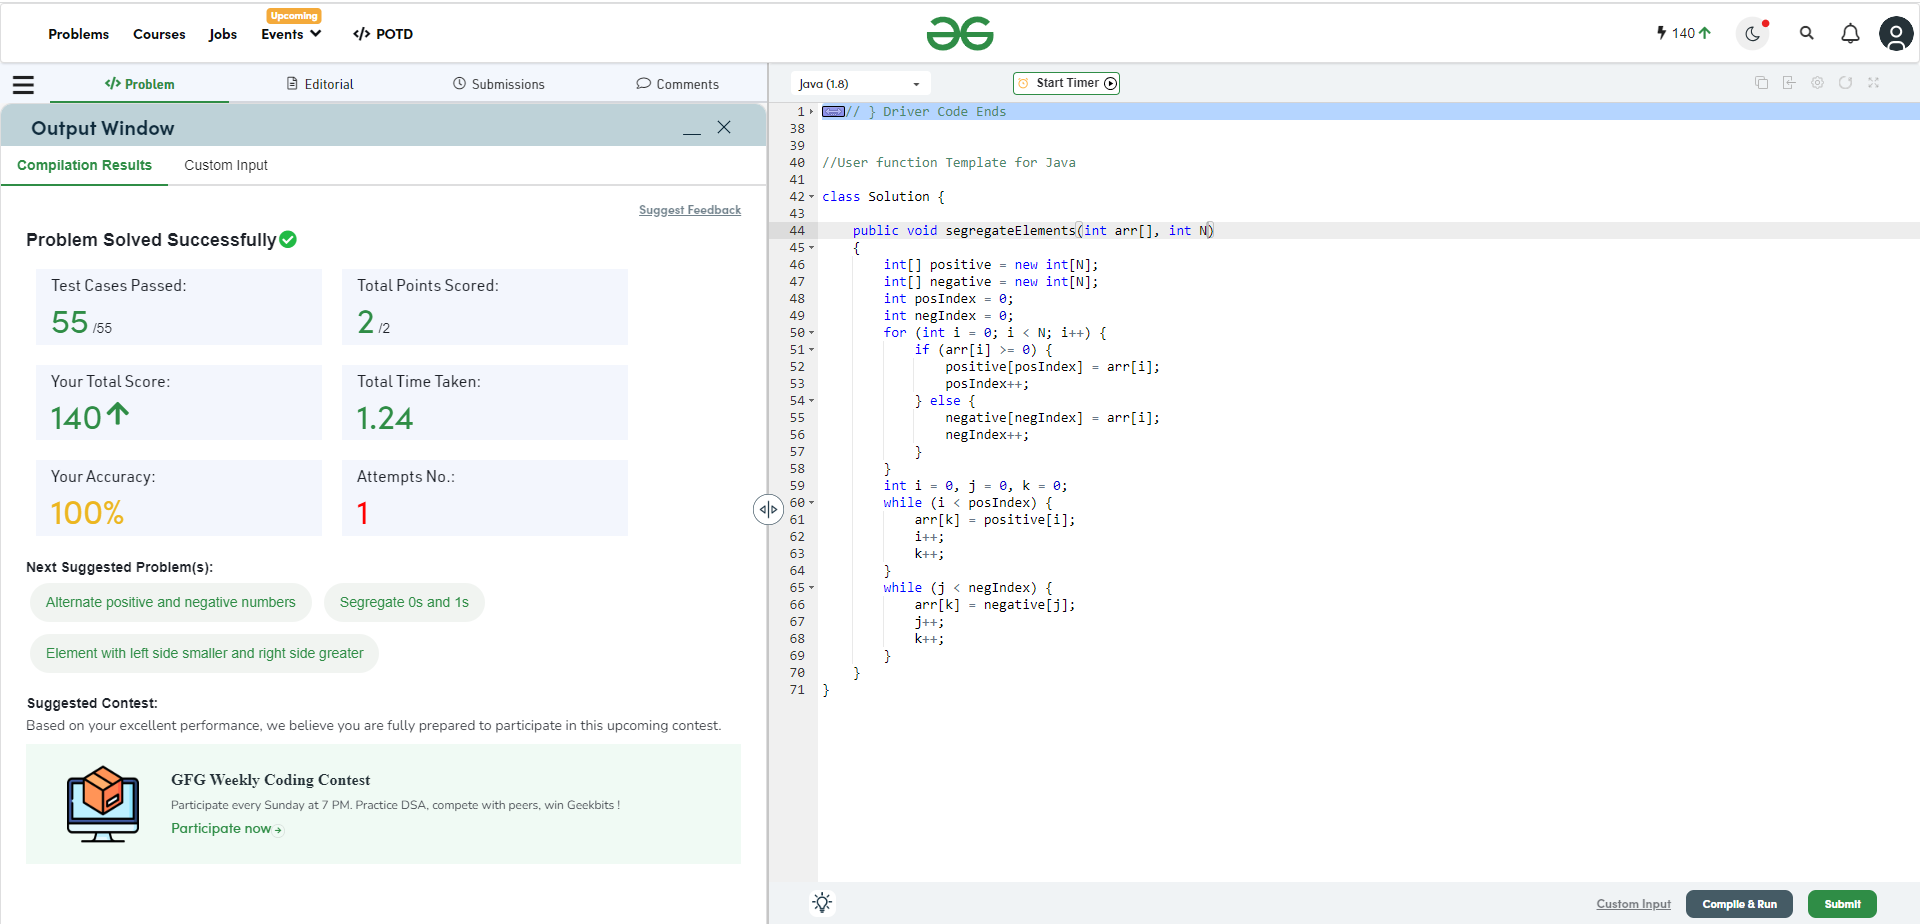 Problems Courses Jobs Upcoming Events </> POTD
140
</> Problem Editorial Submissions Comments
Output Window
Compilation Results Custom Input
Suggest Feedback
Problem Solved Successfully
Test Cases Passed:
55 /55
Total Points Scored:
2 /2
Your Total Score:
140
Total Time Taken:
1.24
Your Accuracy:
100%
Attempts No.:
1
Next Suggested Problem(s):
Alternate positive and negative numbers
Segregate 0s and 1s
Element with left side smaller and right side greater
Suggested Contest:
Based on your excellent performance, we believe you are fully prepared to participate in this upcoming contest.
GFG Weekly Coding Contest
Participate every Sunday at 7 PM. Practice DSA, compete with peers, win Geekbits !
Participate now
Java (1.8) Start Timer
1 // } Driver Code Ends
38
39
40 //User function Template for Java
41
42 class Solution {
43
44 public void segregateElements(int arr[], int N)
45 {
46 int[] positive = new int[N];
47 int[] negative = new int[N];
48 int posIndex = 0;
49 int negIndex = 0;
50 for (int i = 0; i < N; i++) {
51 if (arr[i] >= 0) {
52 positive[posIndex] = arr[i];
53 posIndex++;
54 } else {
55 negative[negIndex] = arr[i];
56 negIndex++;
57 }
58 }
59 int i = 0, j = 0, k = 0;
60 while (i < posIndex) {
61 arr[k] = positive[i];
62 i++;
63 k++;
64 }
65 while (j < negIndex) {
66 arr[k] = negative[j];
67 j++;
68 k++;
69 }
70 }
71 }
Custom Input Compile & Run Submit